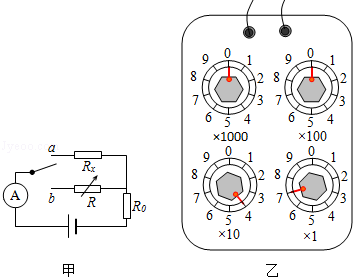 a
Rx
A
b
R
R0
甲
0 1 2 3 4 5 6 7 8 9
×1000
0 1 2 3 4 5 6 7 8 9
×100
0 1 2 3 4 5 6 7 8 9
×10
0 1 2 3 4 5 6 7 8 9
×1
乙